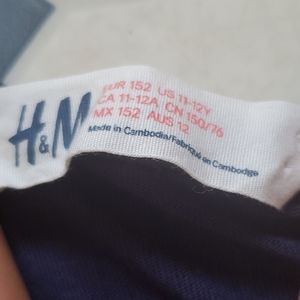 H&M
EUR 152 US 11-12Y
CA 11-12A CN 150/76
MX 152 AUS 12
Made in Cambodia/Fabriqué en Cambodge